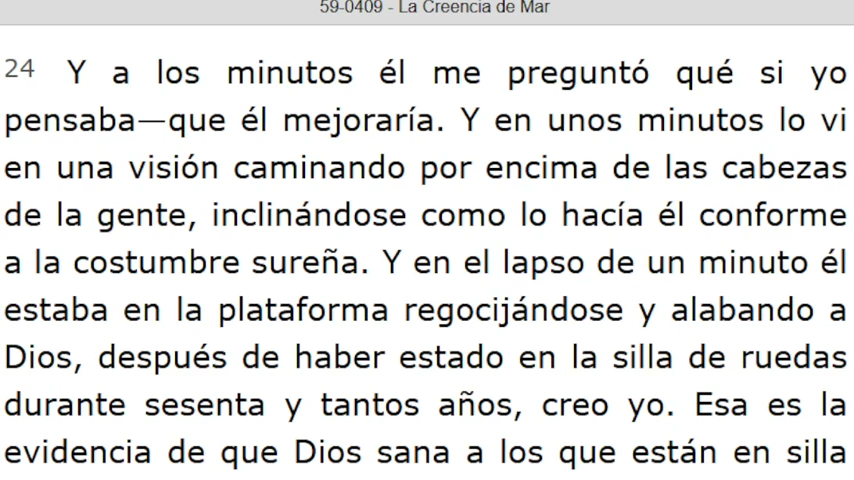 59-0409 - La Creencia de Mar
24 Y a los minutos él me preguntó qué si yo
pensaba—que él mejoraría. Y en unos minutos lo vi
en una visión caminando por encima de las cabezas
de la gente, inclinándose como lo hacía él conforme
a la costumbre sureña. Y en el lapso de un minuto él
estaba en la plataforma regocijándose y alabando a
Dios, después de haber estado en la silla de ruedas
durante sesenta y tantos años, creo yo. Esa es la
evidencia de que Dios sana a los que están en silla